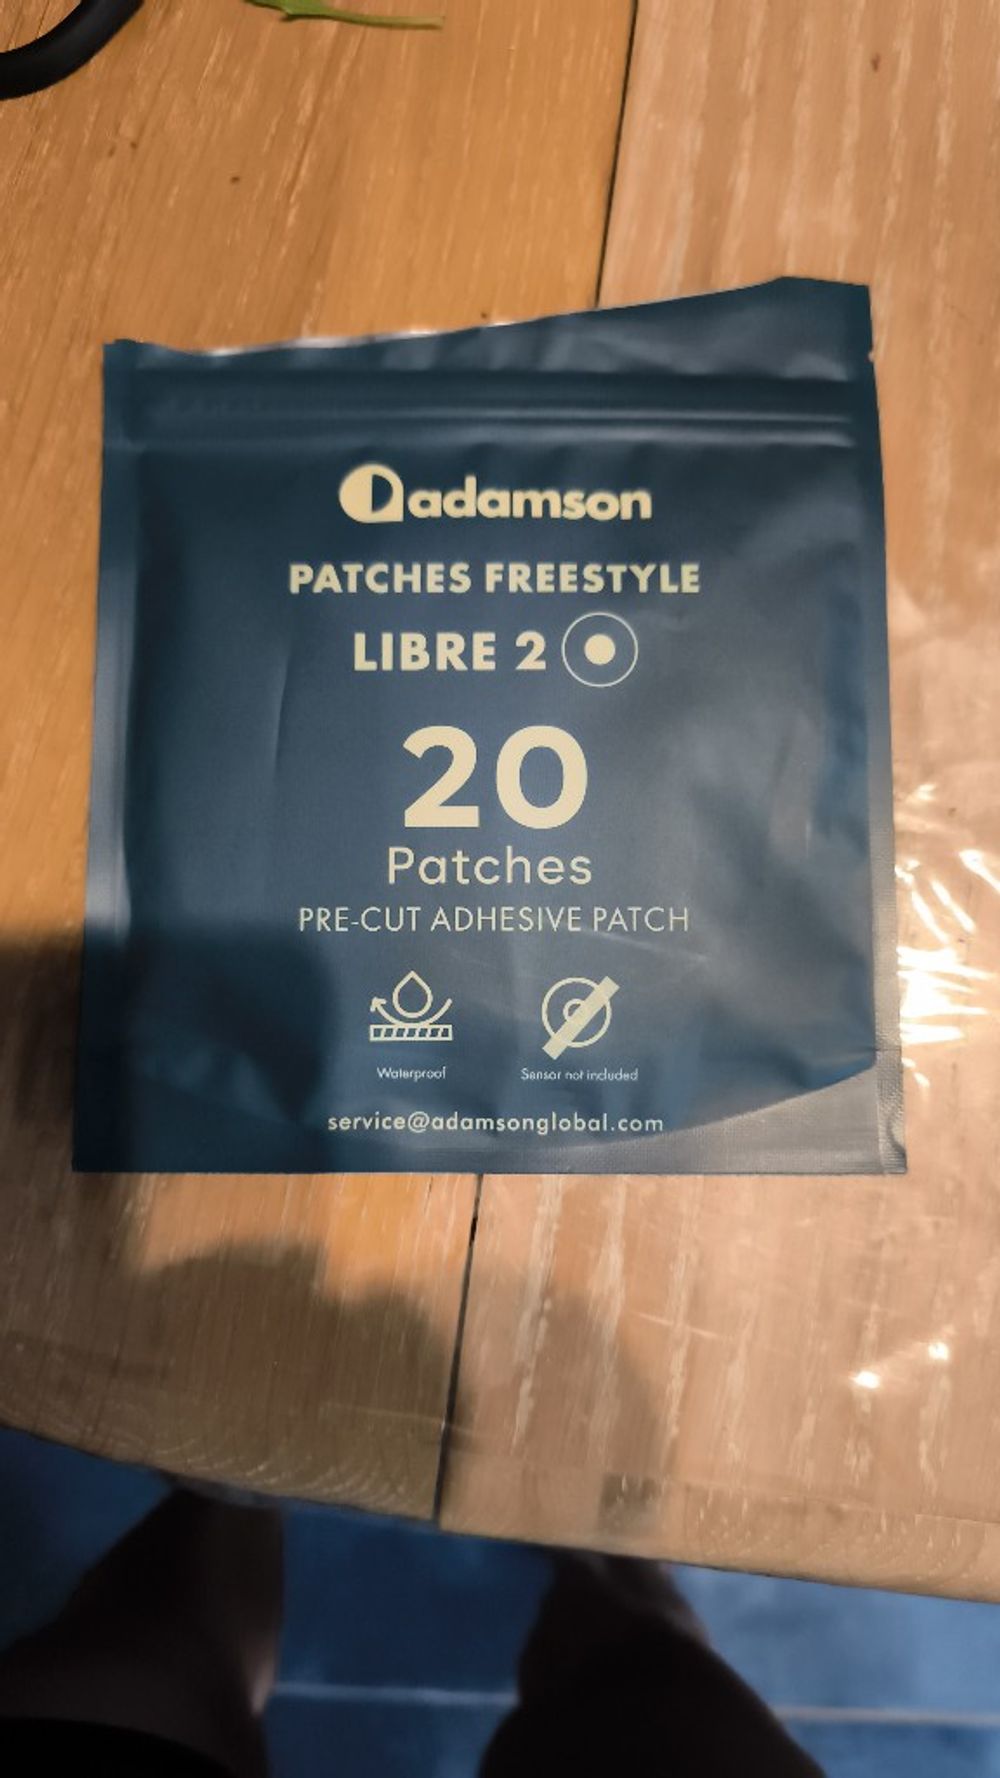 adamson
PATCHES FREESTYLE
LIBRE 2
20
Patches
PRE-CUT ADHESIVE PATCH
Waterproof
Sensor not included
service@adamsonglobal.com